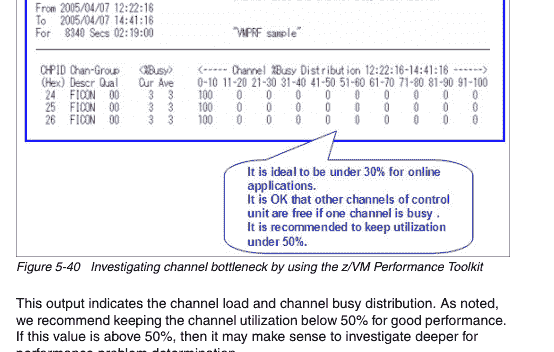 From 2005/04/07 12:22:16
To 2005/04/07 14:41:16
For 8340 Secs 02:19:00 "VMPRF sample"
CHPID Chan-Group <%Busy> <----- Channel %Busy Distribution 12:22:16-14:41:16 ------>
(Hex) Descr Qual Cur Ave 0-10 11-20 21-30 31-40 41-50 51-60 61-70 71-80 81-90 91-100
24 FICON 00 3 3 100 0 0 0 0 0 0 0 0 0
25 FICON 00 3 3 100 0 0 0 0 0 0 0 0 0
26 FICON 00 3 3 100 0 0 0 0 0 0 0 0 0
It is ideal to be under 30% for online
applications.
It is OK that other channels of control
unit are free if one channel is busy .
It is recommended to keep utilization
under 50%.
Figure 5-40 Investigating channel bottleneck by using the z/VM Performance Toolkit
This output indicates the channel load and channel busy distribution. As noted,
we recommend keeping the channel utilization below 50% for good performance.
If this value is above 50%, then it may make sense to investigate deeper for
performance problem determination